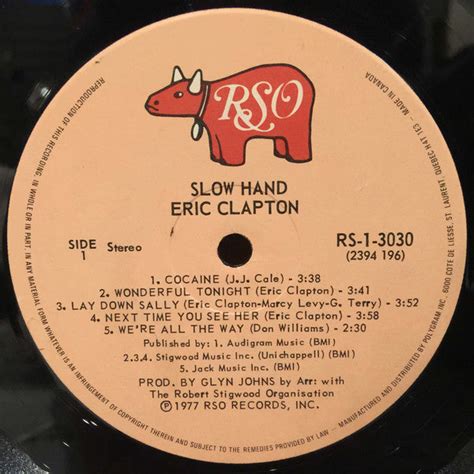 RSO
SLOW HAND
ERIC CLAPTON
SIDE 1 Stereo
RS-1-3030
(2394 196)
1. COCAINE (J.J. Cale) - 3:38
2. WONDERFUL TONIGHT (Eric Clapton) - 3:41
3. LAY DOWN SALLY (Eric Clapton-Marcy Levy-G. Terry) - 3:52
4. NEXT TIME YOU SEE HER (Eric Clapton) - 3:58
5. WE'RE ALL THE WAY (Don Williams) - 2:30
Published by: 1. Audigram Music (BMI)
2.3.4. Stigwood Music Inc. (Unichappell) (BMI)
5. Jack Music Inc. (BMI)
PROD. BY GLYN JOHNS by Arr: with
The Robert Stigwood Organisation
Ⓟ 1977 RSO RECORDS, INC.
REPRODUCTION OF THIS RECORDING IN WHOLE OR IN PART, IN ANY MATERIAL FORM WHATEVER IS AN INFRINGEMENT OF COPYRIGHT THEREIN AND SUBJECT TO THE REMEDIES PROVIDED BY LAW – MANUFACTURED AND DISTRIBUTED IN CANADA BY POLYGRAM INC. 6000 COTE DE LIESSE, ST. LAURENT, QUEBEC H4T 1E3 – MADE IN CANADA